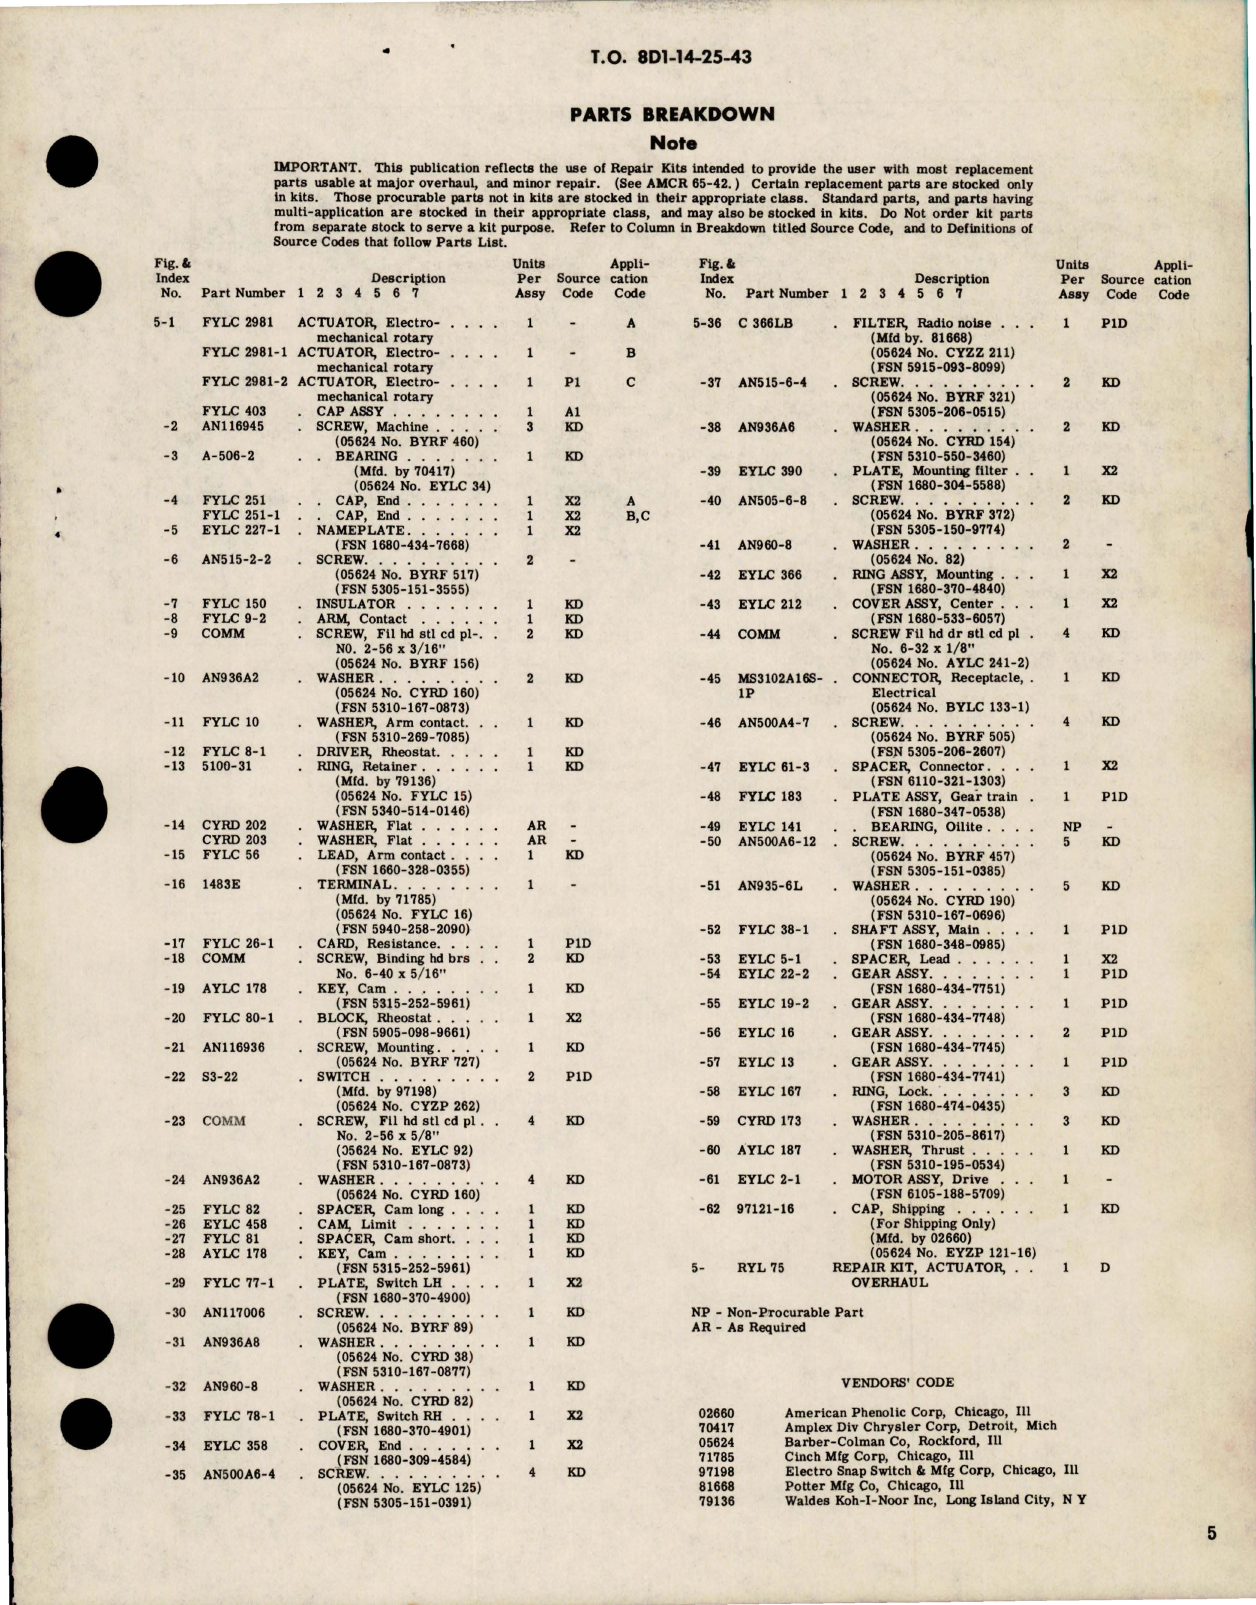 T.O. 8D1-14-25-43
PARTS BREAKDOWN
Note
IMPORTANT. This publication reflects the use of Repair Kits intended to provide the user with most replacement
parts usable at major overhaul, and minor repair. (See AMCR 65-42.) Certain replacement parts are stocked only
in kits. Those procurable parts not in kits are stocked in their appropriate class. Standard parts, and parts having
multi-application are stocked in their appropriate class, and may also be stocked in kits. Do Not order kit parts
from separate stock to serve a kit purpose. Refer to Column in Breakdown titled Source Code, and to Definitions of
Source Codes that follow Parts List.
Fig. & Units Appli-
Index Description Per Source cation
No. Part Number 1 2 3 4 5 6 7 Assy Code Code
5-1 FYLC 2981 ACTUATOR, Electro- . . . . 1 - A
mechanical rotary
FYLC 2981-1 ACTUATOR, Electro- . . . . 1 - B
mechanical rotary
FYLC 2981-2 ACTUATOR, Electro- . . . . 1 P1 C
mechanical rotary
FYLC 403 . CAP ASSY . . . . . . . . 1 A1
-2 AN116945 . SCREW, Machine . . . . . 3 KD
(05624 No. BYRF 460)
-3 A-506-2 . . BEARING . . . . . . . 1 KD
(Mfd. by 70417)
(05624 No. EYLC 34)
-4 FYLC 251 . . CAP, End . . . . . . . 1 X2 A
FYLC 251-1 . . CAP, End . . . . . . . 1 X2 B,C
-5 EYLC 227-1 . NAMEPLATE. . . . . . . 1 X2
(FSN 1680-434-7668)
-6 AN515-2-2 . SCREW. . . . . . . . . . 2 -
(05624 No. BYRF 517)
(FSN 5305-151-3555)
-7 FYLC 150 . INSULATOR . . . . . . . 1 KD
-8 FYLC 9-2 . ARM, Contact . . . . . . 1 KD
-9 COMM . SCREW, Fil hd stl cd pl-. . 2 KD
N0. 2-56 x 3/16"
(05624 No. BYRF 156)
-10 AN936A2 . WASHER . . . . . . . . . 2 KD
(05624 No. CYRD 160)
(FSN 5310-167-0873)
-11 FYLC 10 . WASHER, Arm contact. . . 1 KD
(FSN 5310-269-7085)
-12 FYLC 8-1 . DRIVER, Rheostat. . . . . 1 KD
-13 5100-31 . RING, Retainer . . . . . . 1 KD
(Mfd. by 79136)
(05624 No. FYLC 15)
(FSN 5340-514-0146)
-14 CYRD 202 . WASHER, Flat . . . . . . AR -
CYRD 203 . WASHER, Flat . . . . . . AR -
-15 FYLC 56 . LEAD, Arm contact . . . . 1 KD
(FSN 1660-328-0355)
-16 1483E . TERMINAL. . . . . . . . 1 -
(Mfd. by 71785)
(05624 No. FYLC 16)
(FSN 5940-258-2090)
-17 FYLC 26-1 . CARD, Resistance. . . . . 1 P1D
-18 COMM . SCREW, Binding hd brs . . 2 KD
No. 6-40 x 5/16"
-19 AYLC 178 . KEY, Cam . . . . . . . . 1 KD
(FSN 5315-252-5961)
-20 FYLC 80-1 . BLOCK, Rheostat . . . . . 1 X2
(FSN 5905-098-9661)
-21 AN116936 . SCREW, Mounting. . . . . 1 KD
(05624 No. BYRF 727)
-22 S3-22 . SWITCH . . . . . . . . . 2 P1D
(Mfd. by 97198)
(05624 No. CYZP 262)
-23 COMM . SCREW, Fil hd stl cd pl . . 4 KD
No. 2-56 x 5/8"
(05624 No. EYLC 92)
(FSN 5310-167-0873)
-24 AN936A2 . WASHER . . . . . . . . . 4 KD
(05624 No. CYRD 160)
-25 FYLC 82 . SPACER, Cam long . . . . 1 KD
-26 EYLC 458 . CAM, Limit . . . . . . . 1 KD
-27 FYLC 81 . SPACER, Cam short. . . . 1 KD
-28 AYLC 178 . KEY, Cam . . . . . . . . 1 KD
(FSN 5315-252-5961)
-29 FYLC 77-1 . PLATE, Switch LH . . . . 1 X2
(FSN 1680-370-4900)
-30 AN117006 . SCREW. . . . . . . . . . 1 KD
(05624 No. BYRF 89)
-31 AN936A8 . WASHER . . . . . . . . . 1 KD
(05624 No. CYRD 38)
(FSN 5310-167-0877)
-32 AN960-8 . WASHER . . . . . . . . . 1 KD
(05624 No. CYRD 82)
-33 FYLC 78-1 . PLATE, Switch RH . . . . 1 X2
(FSN 1680-370-4901)
-34 EYLC 358 . COVER, End . . . . . . . 1 X2
(FSN 1680-309-4584)
-35 AN500A6-4 . SCREW. . . . . . . . . . 4 KD
(05624 No. EYLC 125)
(FSN 5305-151-0391)
Fig. & Units Appli-
Index Description Per Source cation
No. Part Number 1 2 3 4 5 6 7 Assy Code Code
5-36 C 366LB . FILTER, Radio noise . . . 1 P1D
(Mfd by. 81668)
(05624 No. CYZZ 211)
(FSN 5915-093-8099)
-37 AN515-6-4 . SCREW. . . . . . . . . . 2 KD
(05624 No. BYRF 321)
(FSN 5305-206-0515)
-38 AN936A6 . WASHER . . . . . . . . . 2 KD
(05624 No. CYRD 154)
(FSN 5310-550-3460)
-39 EYLC 390 . PLATE, Mounting filter . . 1 X2
(FSN 1680-304-5588)
-40 AN505-6-8 . SCREW. . . . . . . . . . 2 KD
(05624 No. BYRF 372)
(FSN 5305-150-9774)
-41 AN960-8 . WASHER . . . . . . . . . 2 -
(05624 No. 82)
-42 EYLC 366 . RING ASSY, Mounting . . . 1 X2
(FSN 1680-370-4840)
-43 EYLC 212 . COVER ASSY, Center . . . 1 X2
(FSN 1680-533-6057)
-44 COMM . SCREW Fil hd dr stl cd pl . 4 KD
No. 6-32 x 1/8"
(05624 No. AYLC 241-2)
-45 MS3102A16S- . CONNECTOR, Receptacle, . 1 KD
1P Electrical
(05624 No. BYLC 133-1)
-46 AN500A4-7 . SCREW. . . . . . . . . . 4 KD
(05624 No. BYRF 505)
(FSN 5305-206-2607)
-47 EYLC 61-3 . SPACER, Connector. . . . 1 X2
(FSN 6110-321-1303)
-48 FYLC 183 . PLATE ASSY, Gear train . 1 P1D
(FSN 1680-347-0538)
-49 EYLC 141 . . BEARING, Oilite . . . . NP -
-50 AN500A6-12 . SCREW. . . . . . . . . . 5 KD
(05624 No. BYRF 457)
(FSN 5305-151-0385)
-51 AN935-6L . WASHER . . . . . . . . . 5 KD
(05624 No. CYRD 190)
(FSN 5310-167-0696)
-52 FYLC 38-1 . SHAFT ASSY, Main . . . . 1 P1D
(FSN 1680-348-0985)
-53 EYLC 5-1 . SPACER, Lead . . . . . . 1 X2
-54 EYLC 22-2 . GEAR ASSY. . . . . . . . 1 P1D
(FSN 1680-434-7751)
-55 EYLC 19-2 . GEAR ASSY. . . . . . . . 1 P1D
(FSN 1680-434-7748)
-56 EYLC 16 . GEAR ASSY. . . . . . . . 2 P1D
(FSN 1680-434-7745)
-57 EYLC 13 . GEAR ASSY. . . . . . . . 1 P1D
(FSN 1680-434-7741)
-58 EYLC 167 . RING, Lock. . . . . . . . 3 KD
(FSN 1680-474-0435)
-59 CYRD 173 . WASHER . . . . . . . . . 3 KD
(FSN 5310-205-8617)
-60 AYLC 187 . WASHER, Thrust . . . . . 1 KD
(FSN 5310-195-0534)
-61 EYLC 2-1 . MOTOR ASSY, Drive . . . 1 -
(FSN 6105-188-5709)
-62 97121-16 . CAP, Shipping . . . . . . 1 KD
(For Shipping Only)
(Mfd. by 02660)
(05624 No. EYZP 121-16)
5- RYL 75 REPAIR KIT, ACTUATOR, . . 1 D
OVERHAUL
NP - Non-Procurable Part
AR - As Required
VENDORS' CODE
02660 American Phenolic Corp, Chicago, Ill
70417 Amplex Div Chrysler Corp, Detroit, Mich
05624 Barber-Colman Co, Rockford, Ill
71785 Cinch Mfg Corp, Chicago, Ill
97198 Electro Snap Switch & Mfg Corp, Chicago, Ill
81668 Potter Mfg Co, Chicago, Ill
79136 Waldes Koh-I-Noor Inc, Long Island City, N Y
5